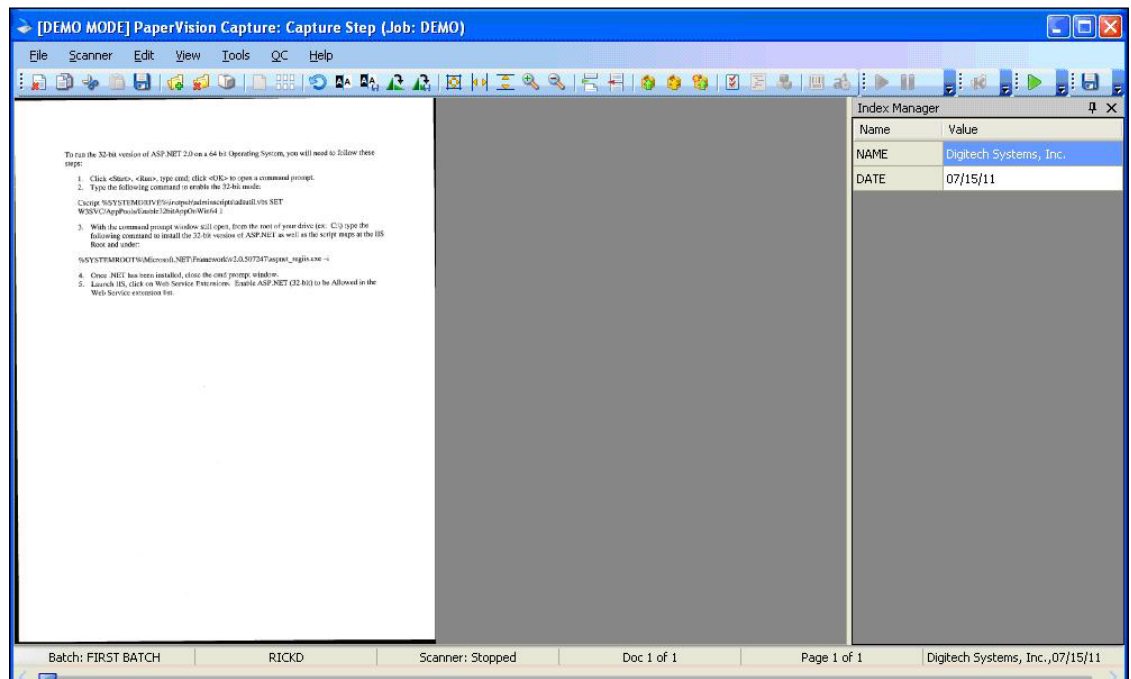 [DEMO MODE] PaperVision Capture: Capture Step (Job: DEMO)
File Scanner Edit View Tools QC Help
Index Manager
Name Value
NAME Digitech Systems, Inc.
DATE 07/15/11
To run the 32-bit version of ASP.NET 2.0 on a 64 bit Operating System, you will need to follow these
steps:
1. Click <Start>, <Run>, type cmd; click <OK> to open a command prompt.
2. Type the following command to enable the 32-bit mode:
Cscript %SYSTEMDRIVE%\inetpub\adminscripts\adsutil.vbs SET
W3SVC/AppPools/Enable32bitAppOnWin64 1
3. With the command prompt window still open, from the root of your drive (ex: C:\) type the
following command to install the 32-bit version of ASP.NET as well as the script maps at the IIS
Root and under:
%SYSTEMROOT%\Microsoft.NET\Framework\v2.0.50727\aspnet_regiis.exe -i
4. Once .NET has been installed, close the cmd prompt window.
5. Launch IIS, click on Web Service Extensions. Enable ASP.NET (32-bit) to be Allowed in the
Web Service extension list.
Batch: FIRST BATCH RICKD Scanner: Stopped Doc 1 of 1 Page 1 of 1 Digitech Systems, Inc.,07/15/11